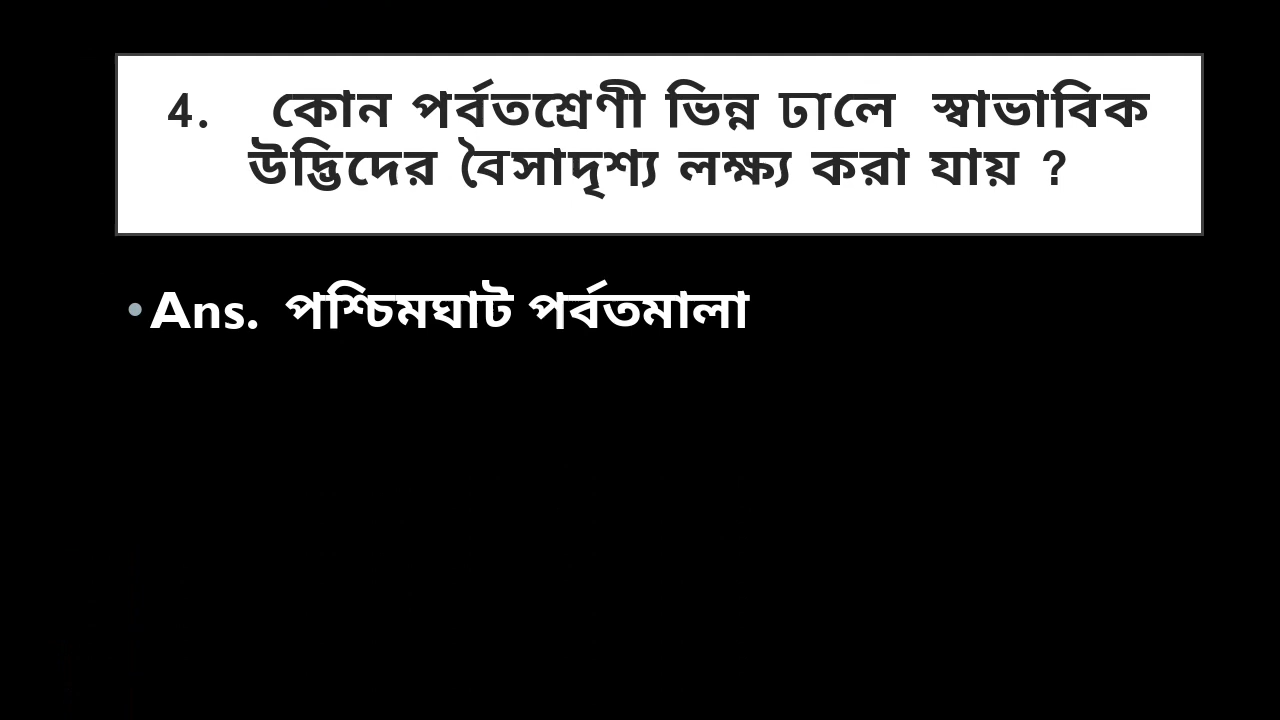 4. কোন পর্বতশ্রেণী ভিন্ন ঢালে স্বাভাবিক
উদ্ভিদের বৈসাদৃশ্য লক্ষ্য করা যায় ?
•Ans. পশ্চিমঘাট পর্বতমালা